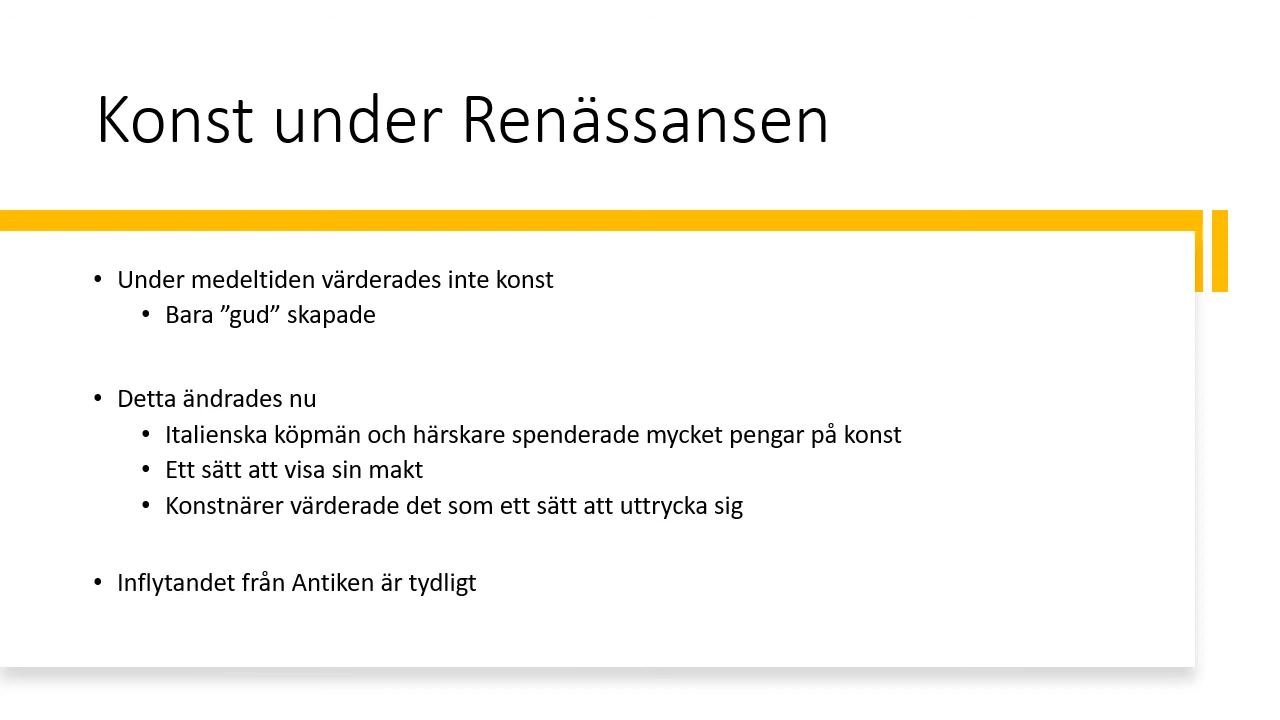 Konst under Renässansen
• Under medeltiden värderades inte konst
• Bara ”gud” skapade
• Detta ändrades nu
• Italienska köpmän och härskare spenderade mycket pengar på konst
• Ett sätt att visa sin makt
• Konstnärer värderade det som ett sätt att uttrycka sig
• Inflytandet från Antiken är tydligt